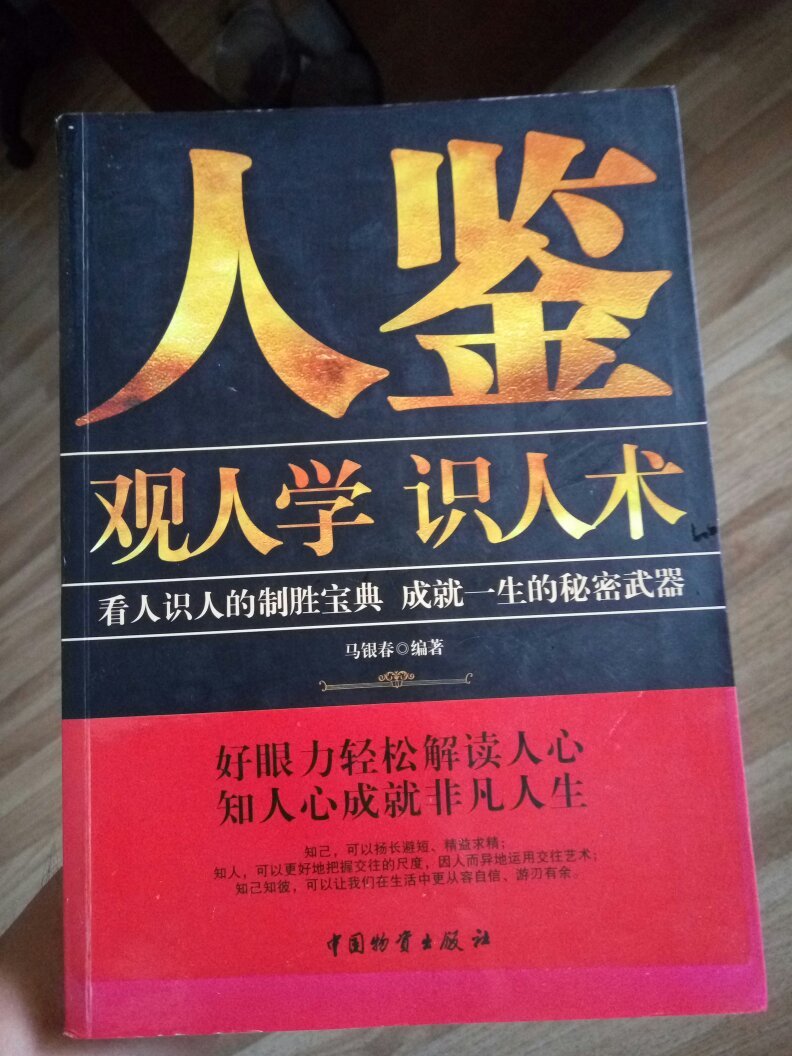 人鉴
观人学 识人术
看人识人的制胜宝典 成就一生的秘密武器
马银春◎编著
好眼力轻松解读人心
知人心成就非凡人生
知己,可以扬长避短、精益求精;
知人,可以更好地把握交往的尺度,因人而异地运用交往艺术;
知己知彼,可以让我们在生活中更从容自信、游刃有余。
中国物资出版社